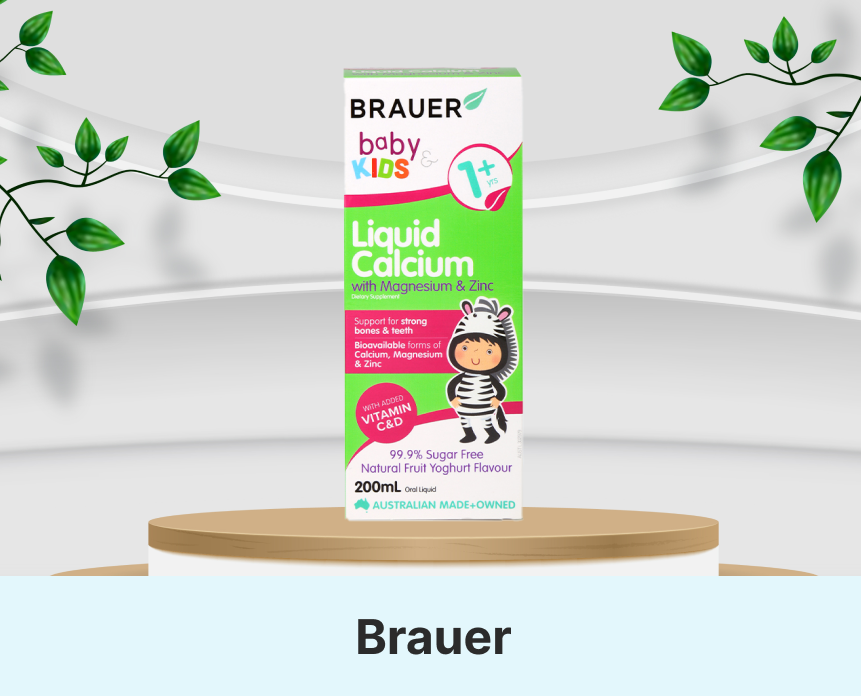 BRAUER
baby
& KIDS
1+
yrs
Liquid
Calcium
with Magnesium & Zinc
Dietary Supplement
Support for strong
bones & teeth
Bioavailable forms of
Calcium, Magnesium
& Zinc
WITH ADDED
VITAMIN
C&D
99.9% Sugar Free
Natural Fruit Yoghurt Flavour
200mL Oral Liquid
AUSTRALIAN MADE+OWNED
Brauer